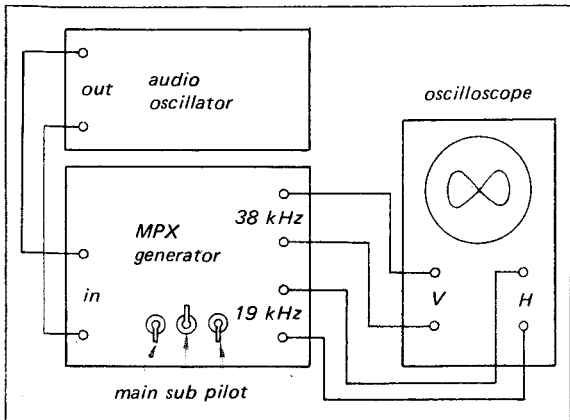 out
audio
oscillator
oscilloscope
MPX
generator
38 kHz
in
19 kHz
V
H
main sub pilot